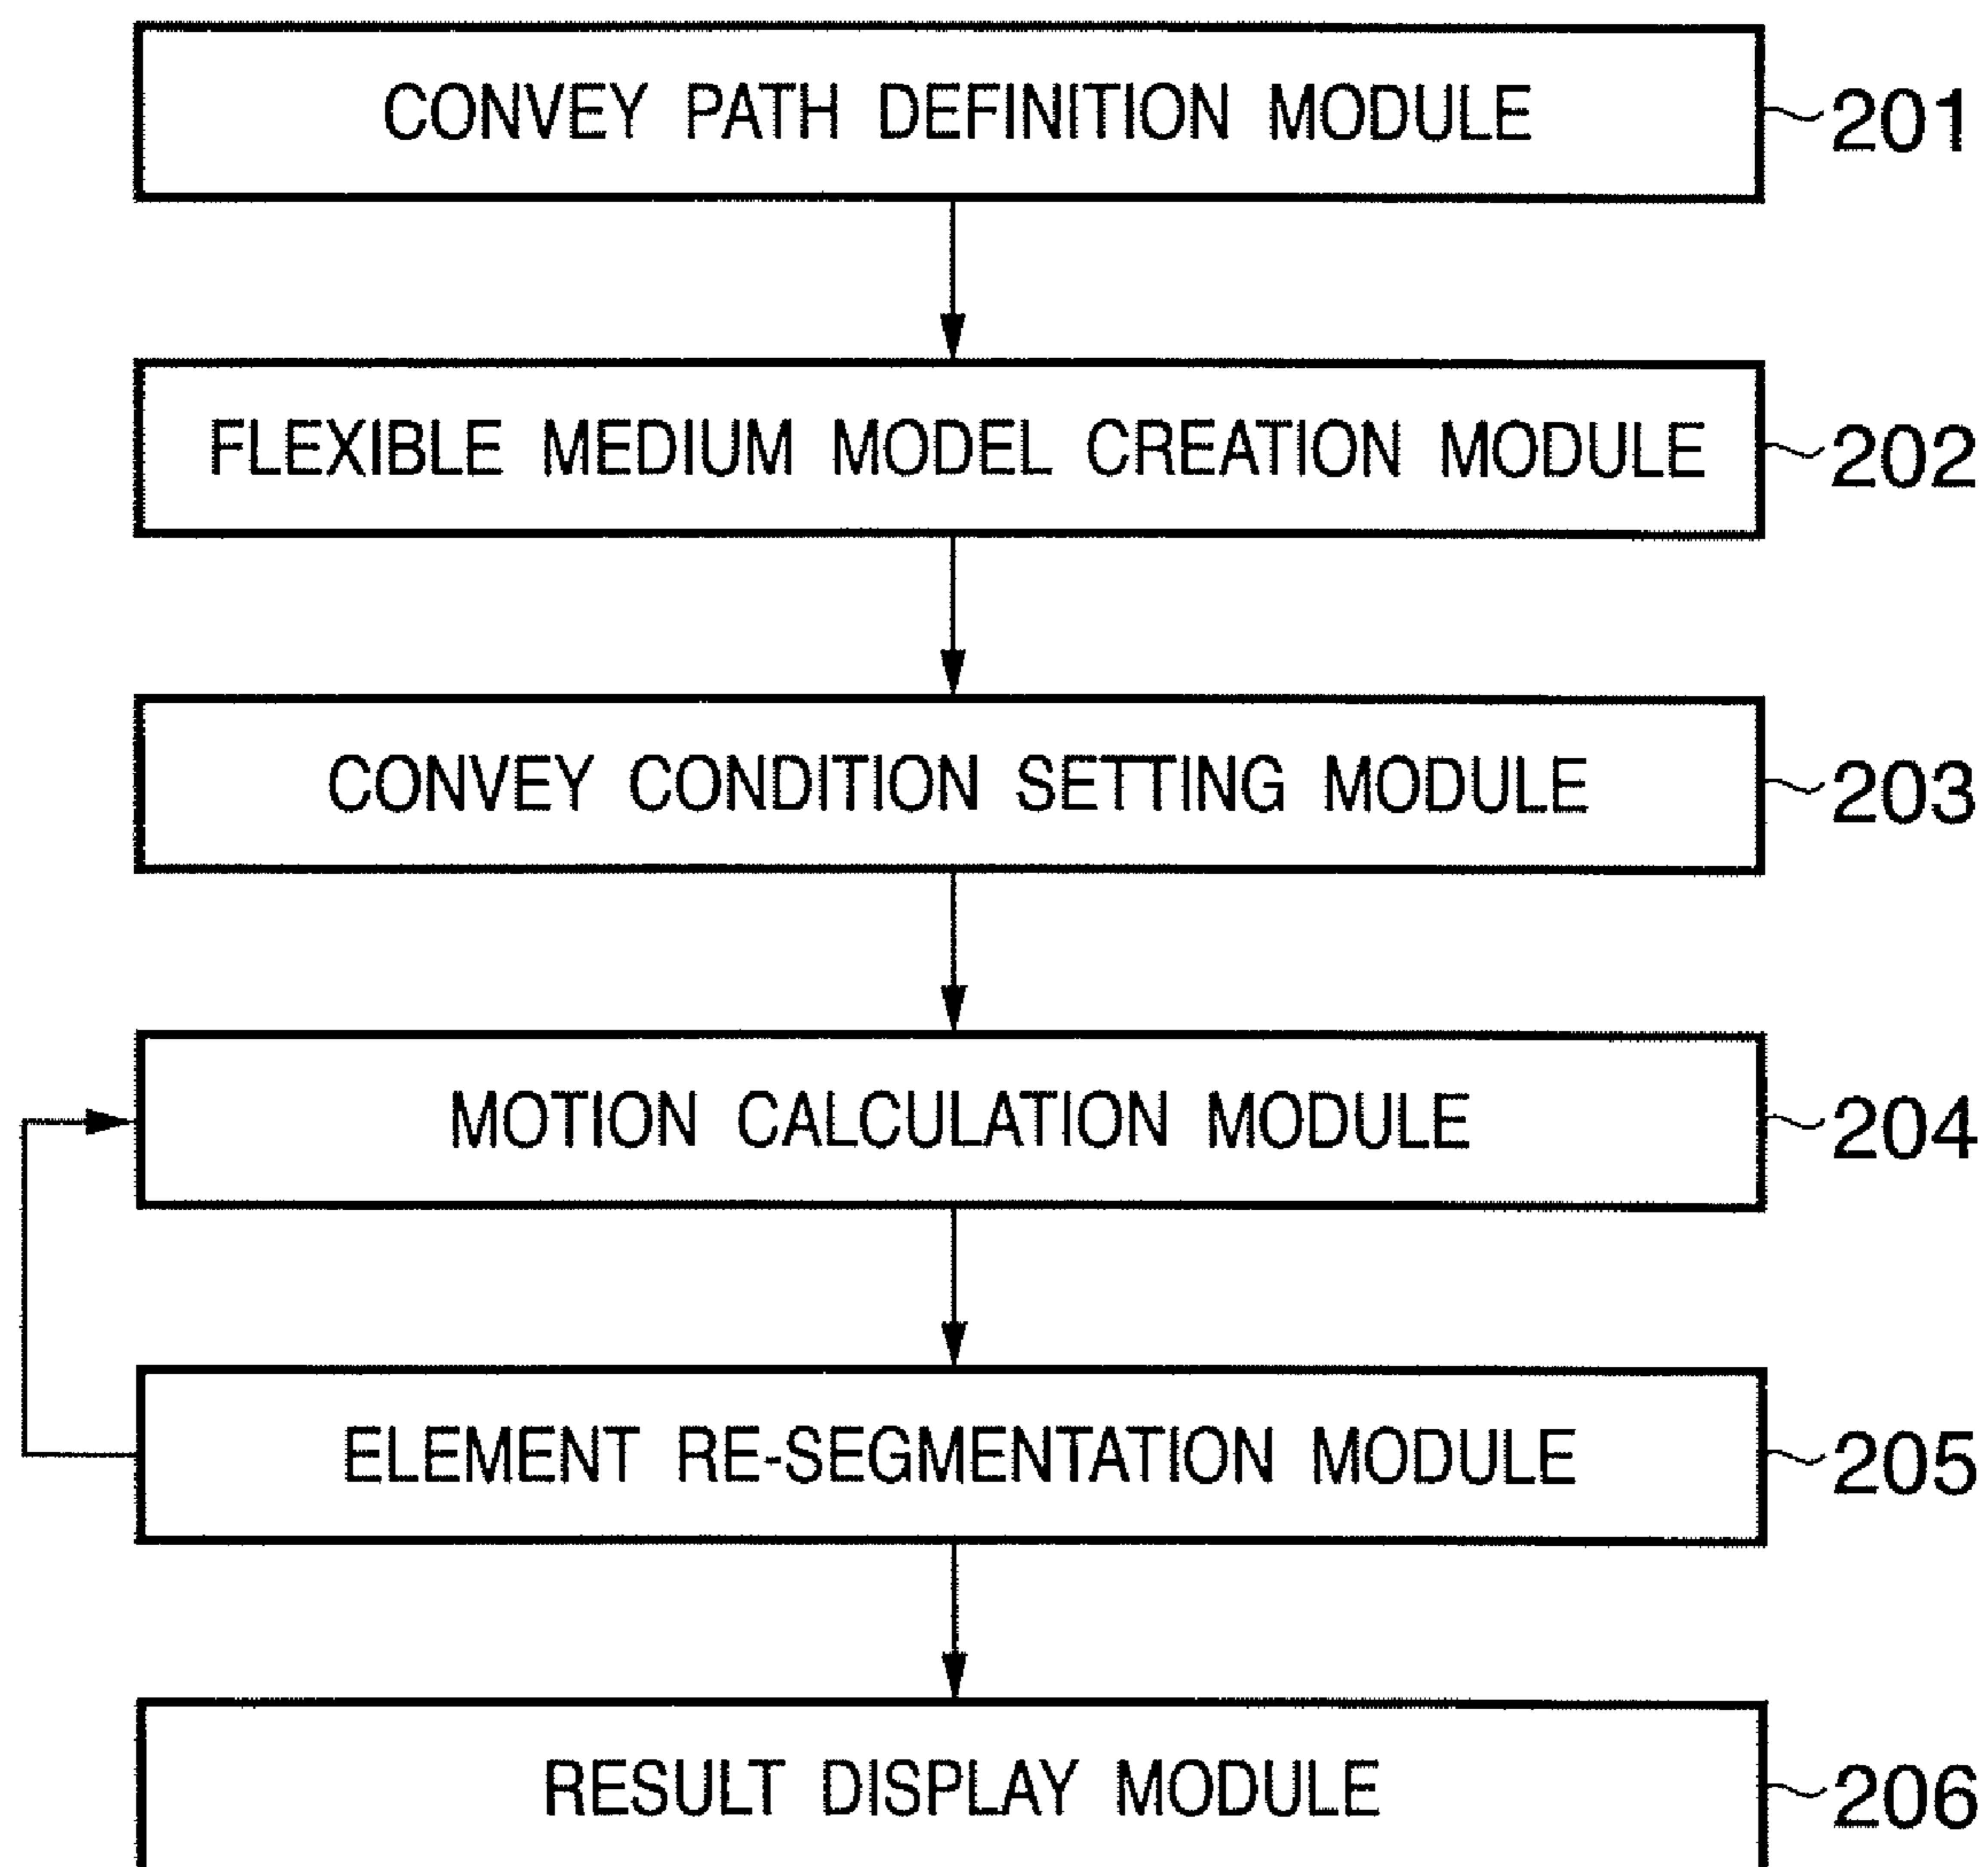 CONVEY PATH DEFINITION MODULE 201
FLEXIBLE MEDIUM MODEL CREATION MODULE 202
CONVEY CONDITION SETTING MODULE 203
MOTION CALCULATION MODULE 204
ELEMENT RE-SEGMENTATION MODULE 205
RESULT DISPLAY MODULE 206